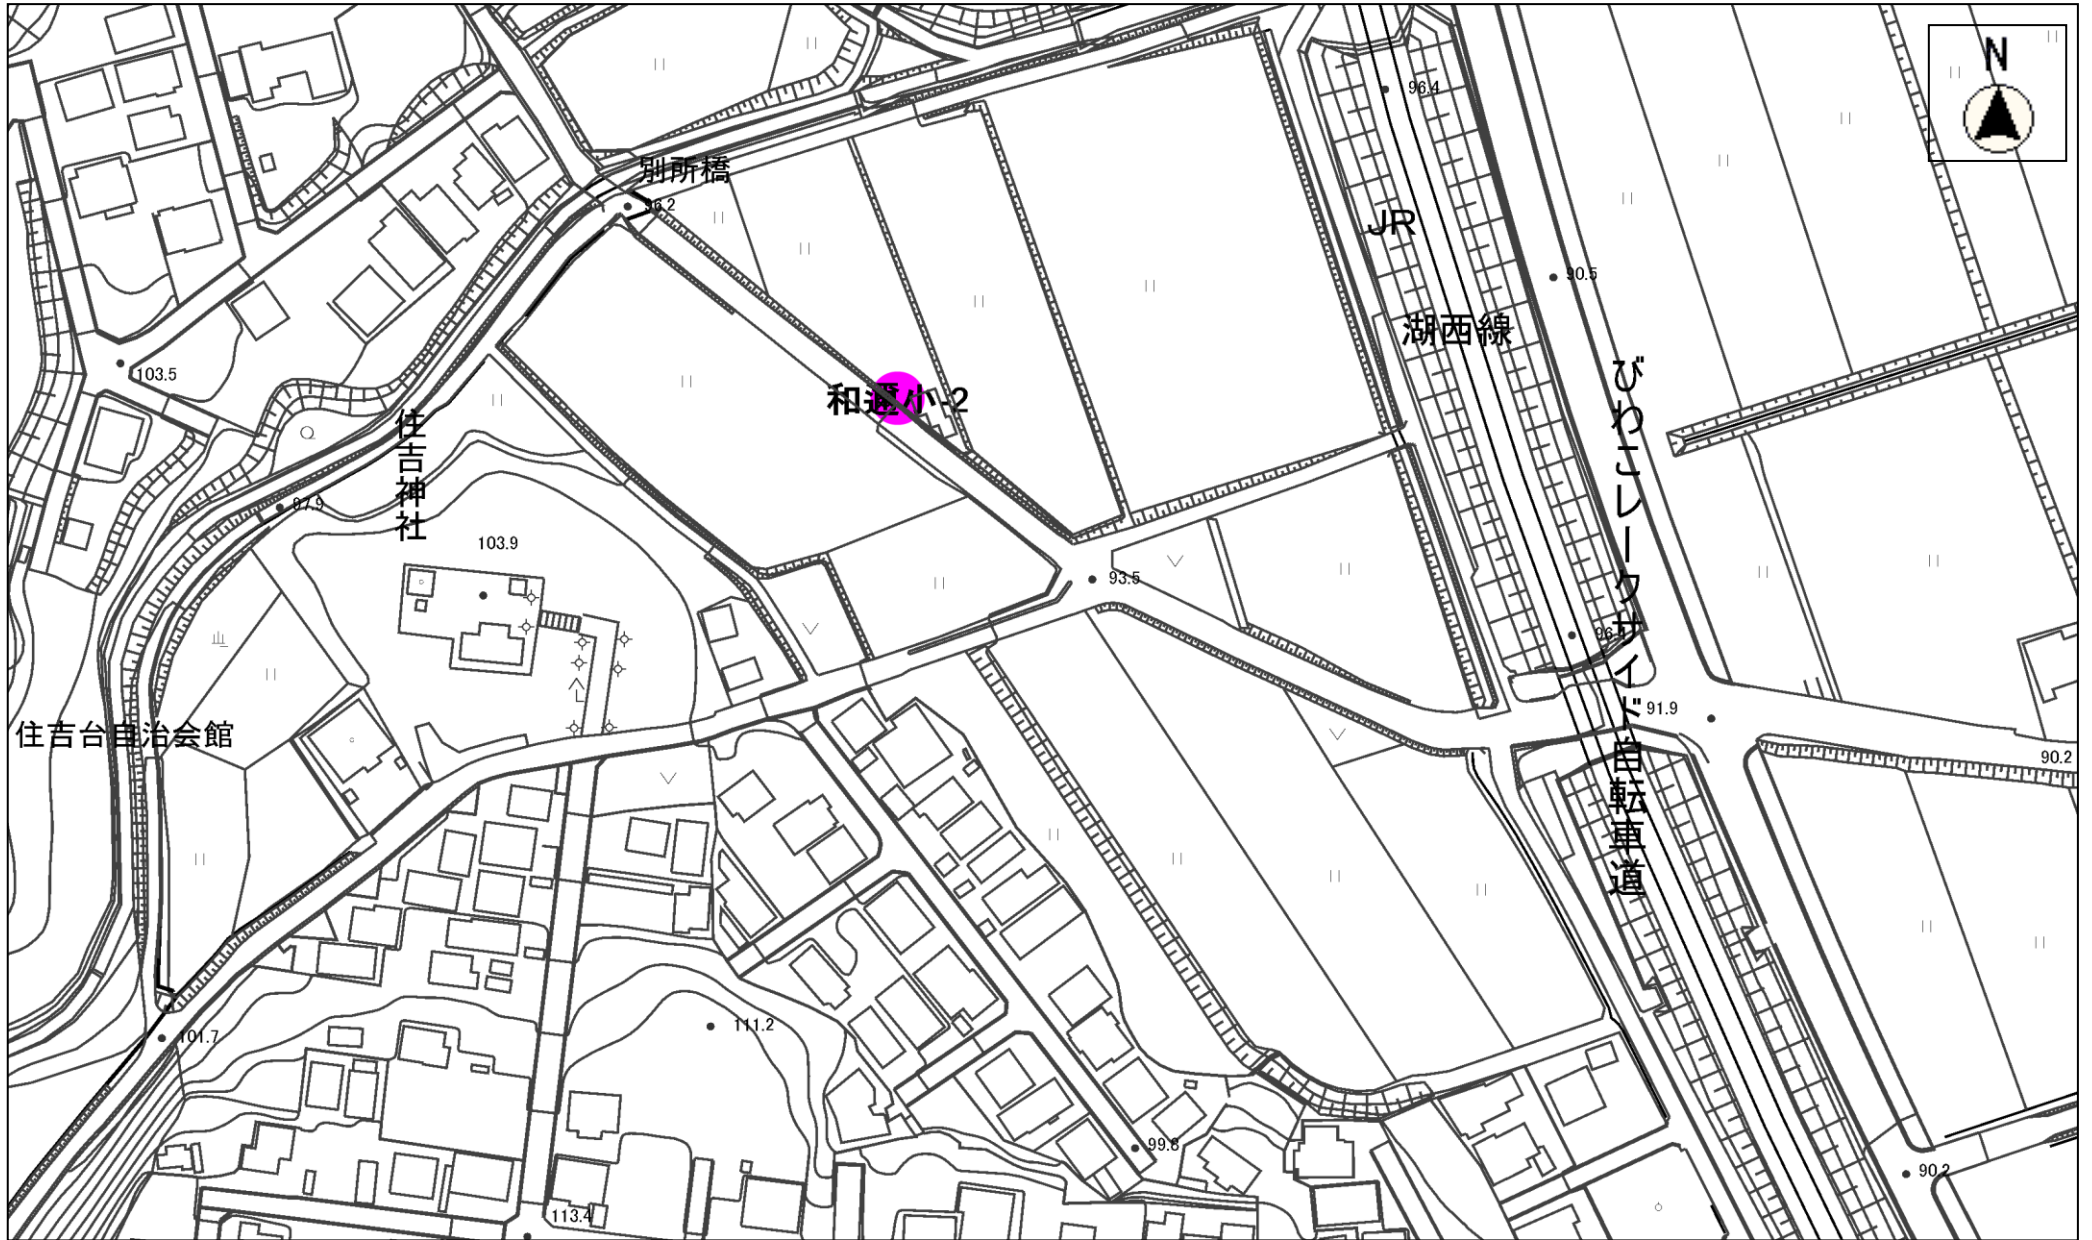 N
96.4
別所橋
96.2
JR
90.5
湖西線
103.5
和邇小-2
びわこレークサイド自転車道
住吉神社
97.9
103.9
93.5
96.1
91.9
住吉台自治会館
90.2
111.2
101.7
99.8
90.2
113.4